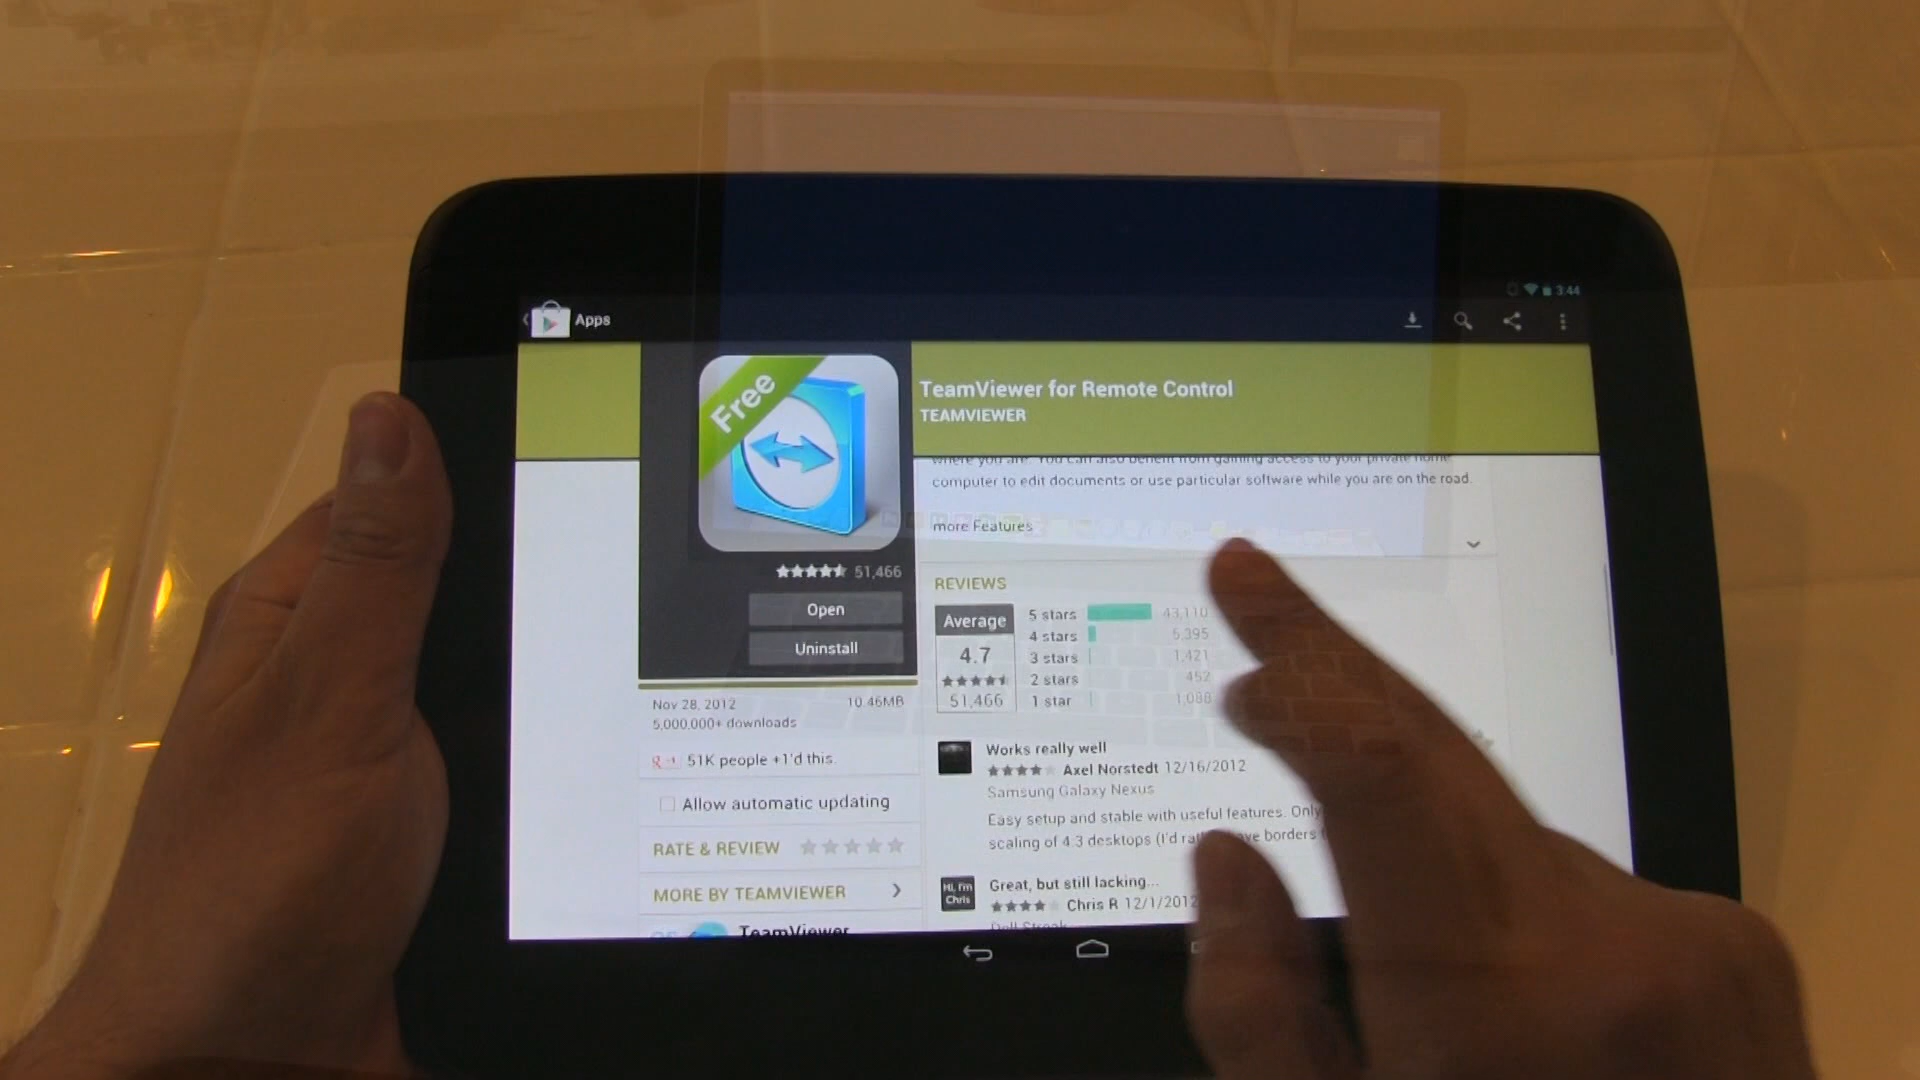 3:44
Apps
Free
TeamViewer for Remote Control
TEAMVIEWER
where you are. You can also benefit from gaining access to your private home
computer to edit documents or use particular software while you are on the road.
more Features
51,466
Open
Uninstall
Nov 28, 2012 10.46MB
5,000,000+ downloads
51K people +1'd this.
Allow automatic updating
RATE & REVIEW
MORE BY TEAMVIEWER
TeamViewer
REVIEWS
Average
4.7
51,466
5 stars 43,110
4 stars 5,395
3 stars 1,421
2 stars 452
1 star 1,088
Works really well
Axel Norstedt 12/16/2012
Samsung Galaxy Nexus
Easy setup and stable with useful features. Only
scaling of 4:3 desktops (I'd borders
Hi, I'm
Chris
Great, but still lacking...
Chris R 12/1/2012
Dell Streak